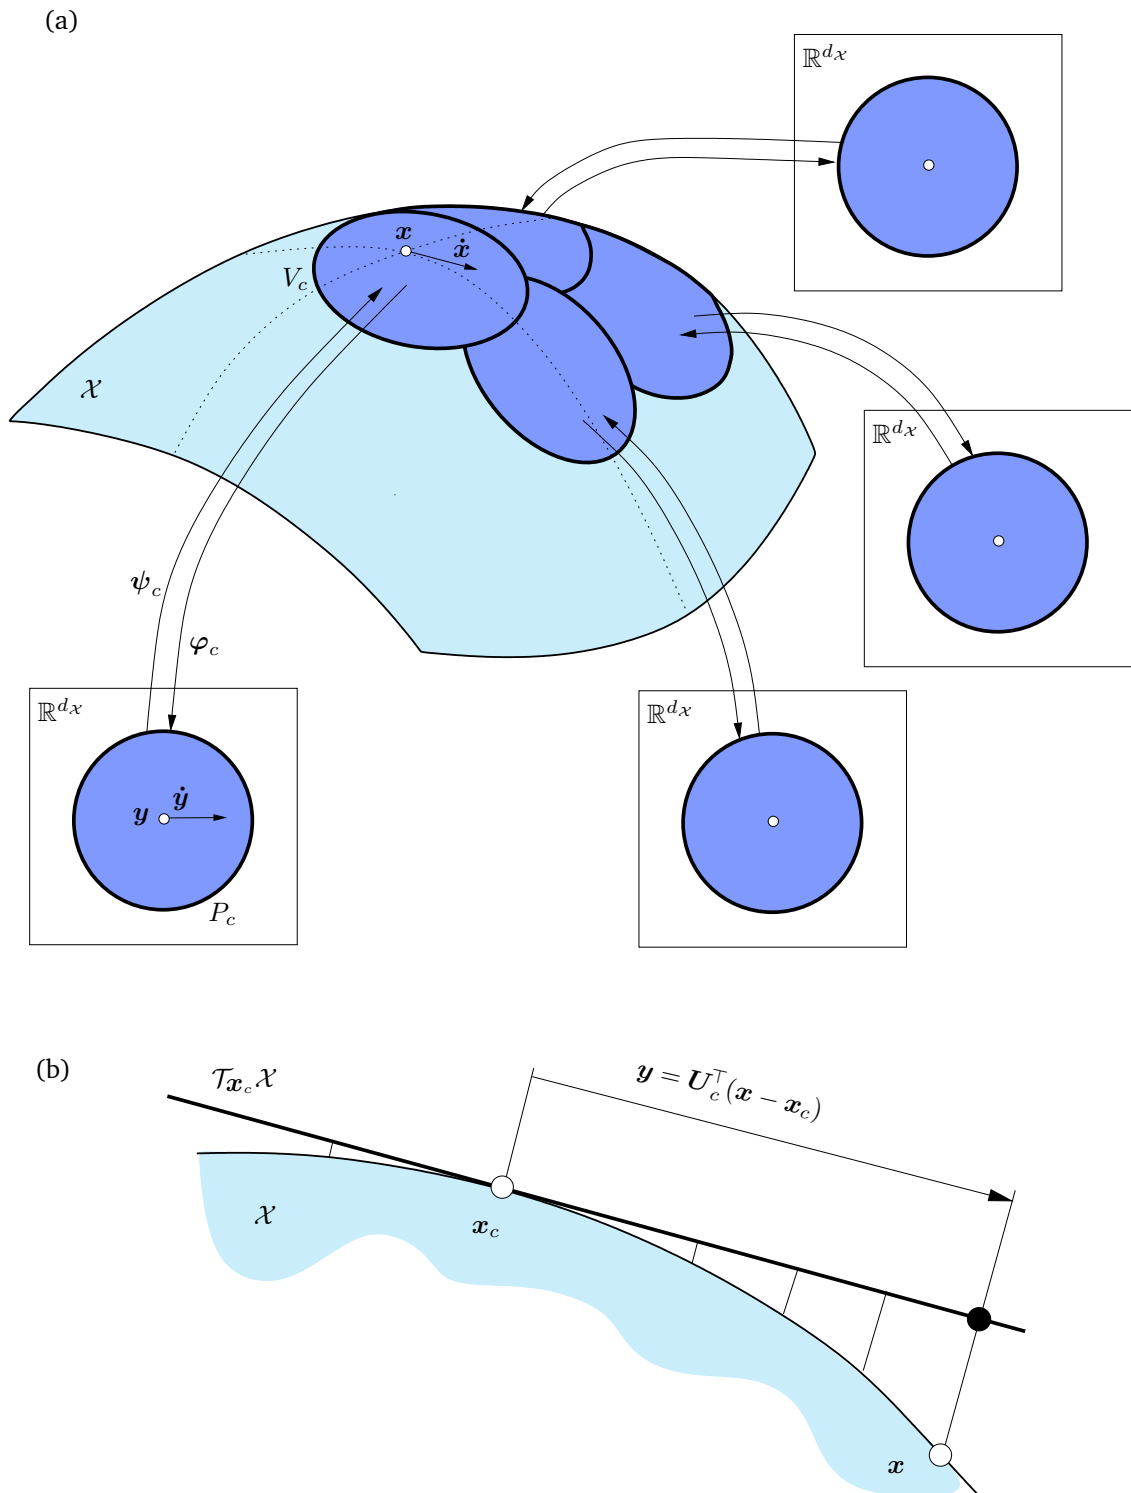 (a)
ℝ^{d_𝒳}
𝒙
𝒙̇
V_c
𝒳
ℝ^{d_𝒳}
𝝍_c
𝝋_c
ℝ^{d_𝒳}
ℝ^{d_𝒳}
𝒚̇
𝒚
P_c
(b)
𝒯_{𝒙_c}𝒳
𝒚 = 𝑼_c^⊤(𝒙 − 𝒙_c)
𝒳
𝒙_c
𝒙